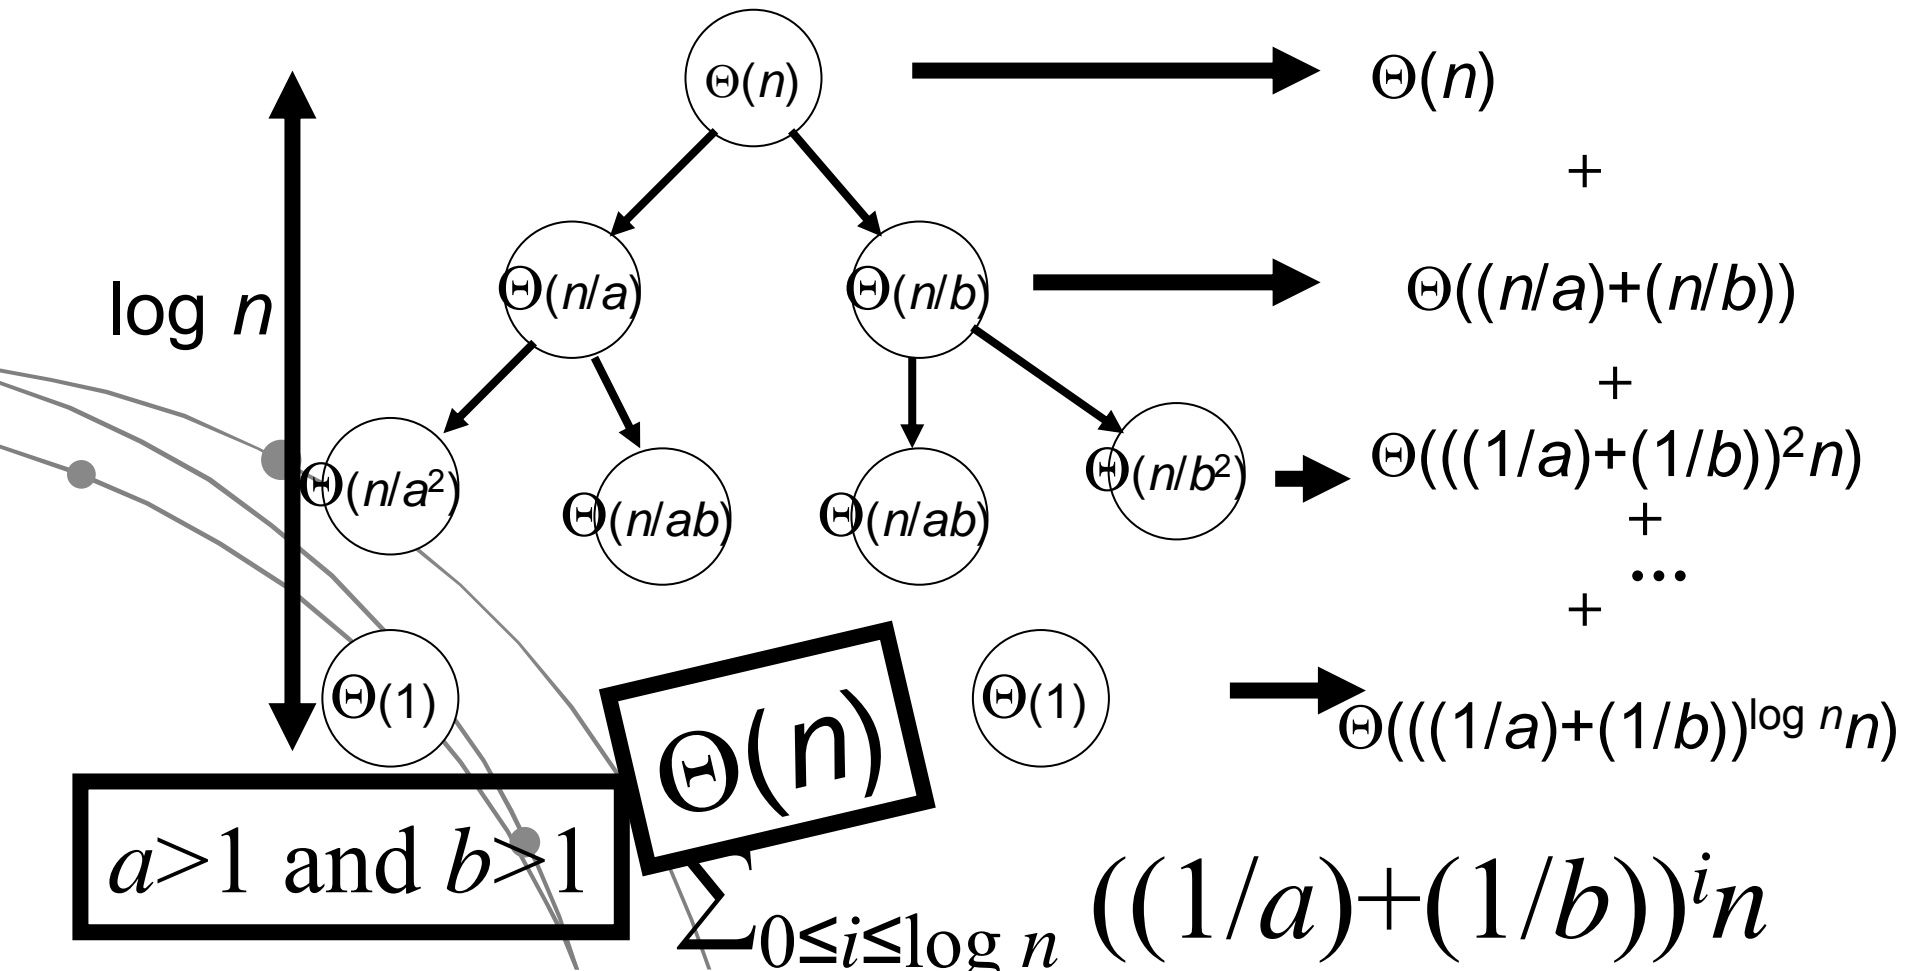 Θ(n)
Θ(n)
+
log n
Θ(n/a)
Θ(n/b)
Θ((n/a)+(n/b))
+
Θ(n/a²)
Θ(n/ab)
Θ(n/ab)
Θ(n/b²)
Θ(((1/a)+(1/b))²n)
+
...
+
Θ(1)
Θ(1)
Θ(((1/a)+(1/b))^log n n)
Θ(n)
a>1 and b>1
∑0≤i≤log n ((1/a)+(1/b))^i n